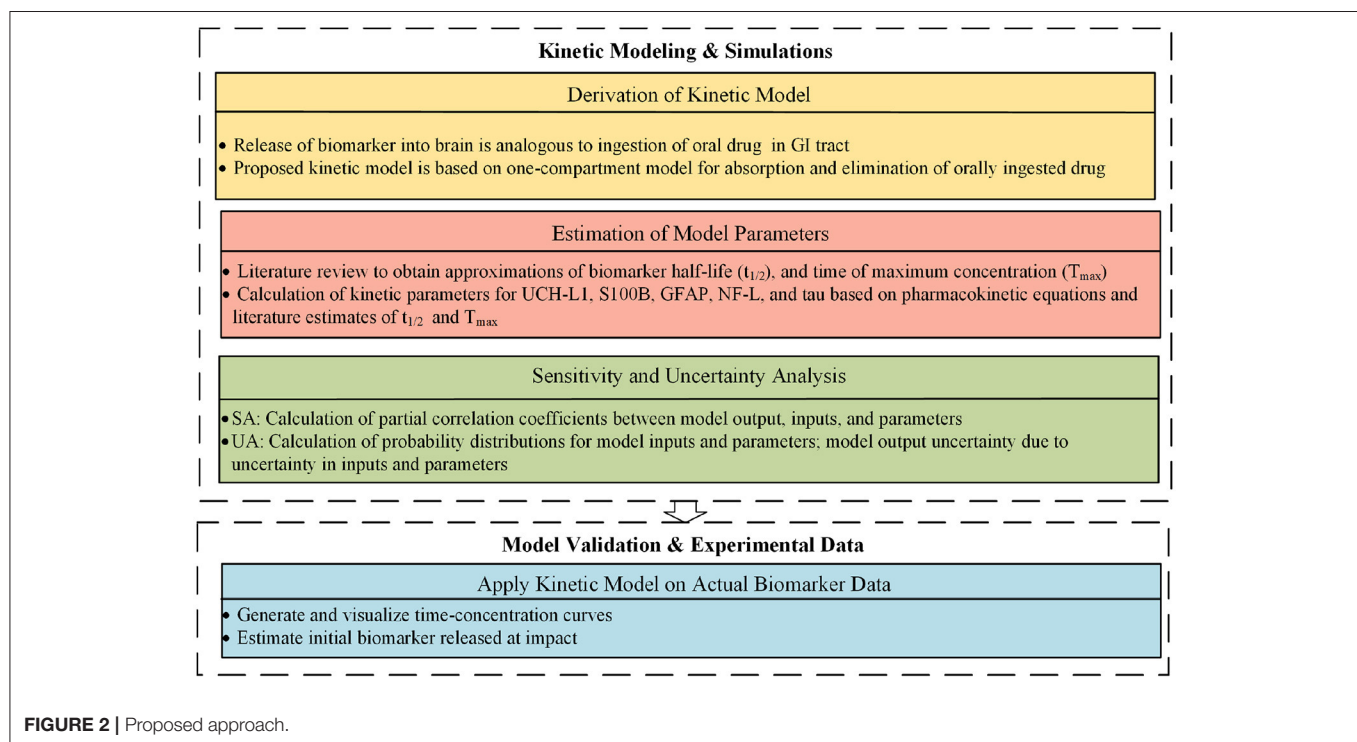 Kinetic Modeling & Simulations
Derivation of Kinetic Model
• Release of biomarker into brain is analogous to ingestion of oral drug in GI tract
• Proposed kinetic model is based on one-compartment model for absorption and elimination of orally ingested drug
Estimation of Model Parameters
• Literature review to obtain approximations of biomarker half-life (t1/2), and time of maximum concentration (Tmax)
• Calculation of kinetic parameters for UCH-L1, S100B, GFAP, NF-L, and tau based on pharmacokinetic equations and
literature estimates of t1/2 and Tmax
Sensitivity and Uncertainty Analysis
• SA: Calculation of partial correlation coefficients between model output, inputs, and parameters
• UA: Calculation of probability distributions for model inputs and parameters; model output uncertainty due to
uncertainty in inputs and parameters
Model Validation & Experimental Data
Apply Kinetic Model on Actual Biomarker Data
• Generate and visualize time-concentration curves
• Estimate initial biomarker released at impact
FIGURE 2 | Proposed approach.